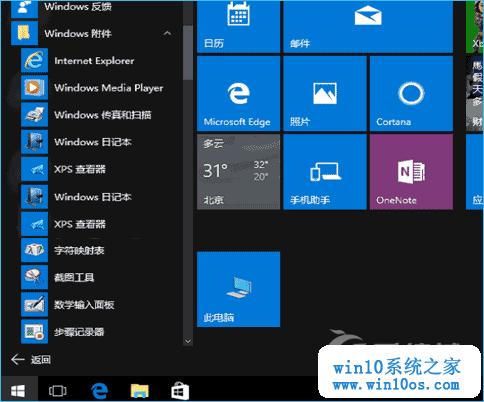 Windows 反馈
Windows 附件
Internet Explorer
Windows Media Player
Windows 传真和扫描
Windows 日记本
XPS 查看器
Windows 日记本
XPS 查看器
字符映射表
截图工具
数学输入面板
步骤记录器
返回
日历
邮件
Microsoft Edge
照片
Cortana
多云
31°
32°
20°
北京
手机助手
OneNote
此电脑
win10系统之家
www.win10os.com